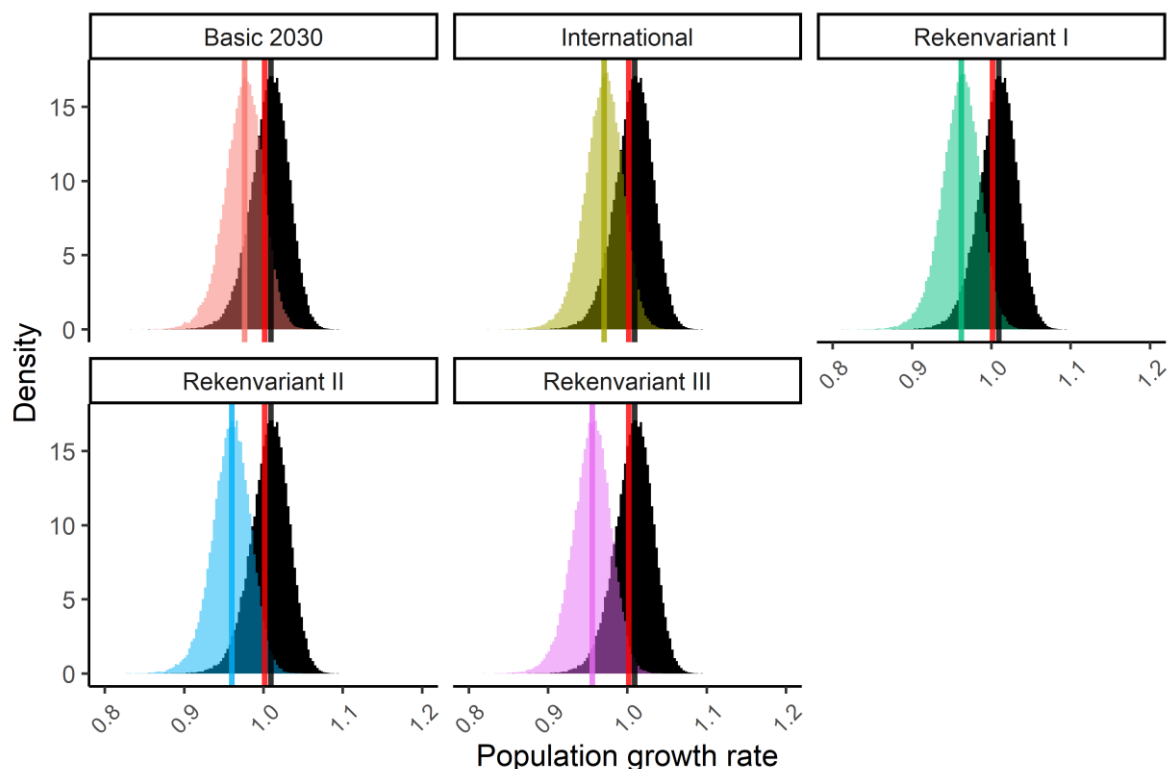 Basic 2030
International
Rekenvariant I
15
10
5
0
0.8 0.9 1.0 1.1 1.2
Rekenvariant II
Rekenvariant III
15
10
5
0
0.8 0.9 1.0 1.1 1.2
0.8 0.9 1.0 1.1 1.2
Density
Population growth rate